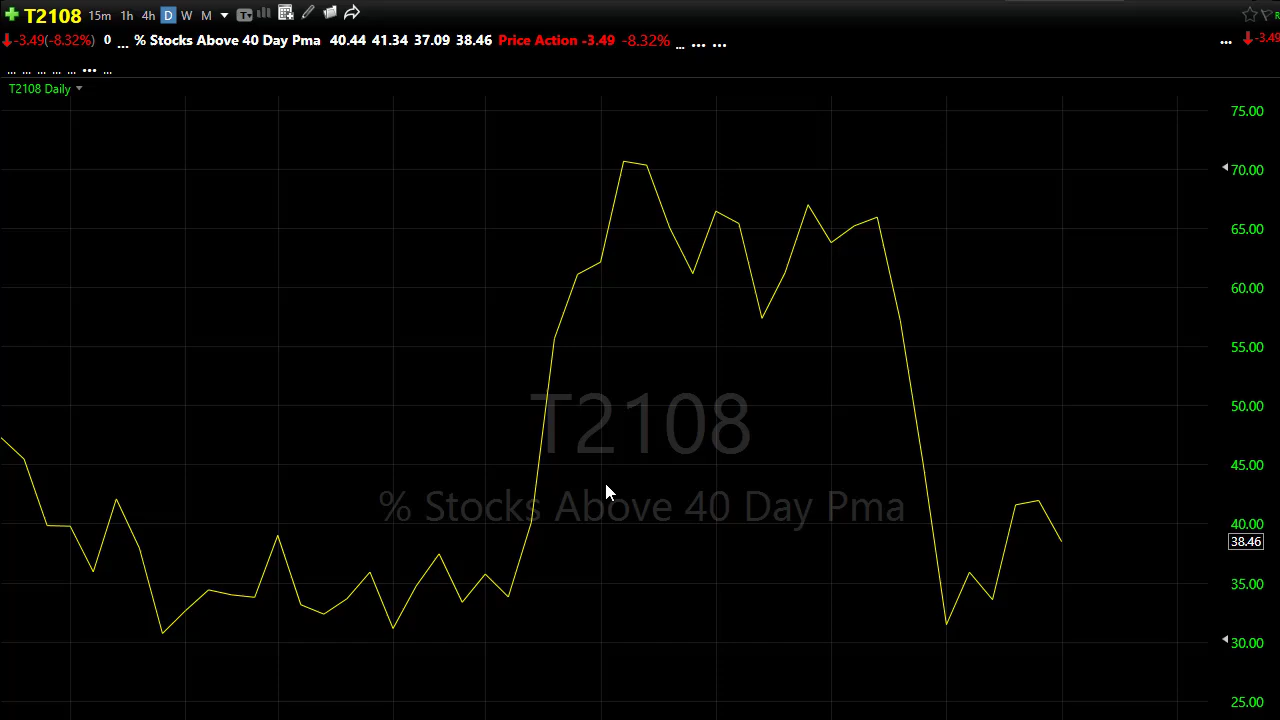 T2108 15m 1h 4h D W M
-3.49(-8.32%) 0 ... % Stocks Above 40 Day Pma 40.44 41.34 37.09 38.46 Price Action -3.49 -8.32% ... ... ... ... -3.49
... ... ... ... ... ... ...
T2108 Daily
75.00
70.00
65.00
60.00
55.00
50.00
T2108
45.00
% Stocks Above 40 Day Pma
40.00
38.46
35.00
30.00
25.00